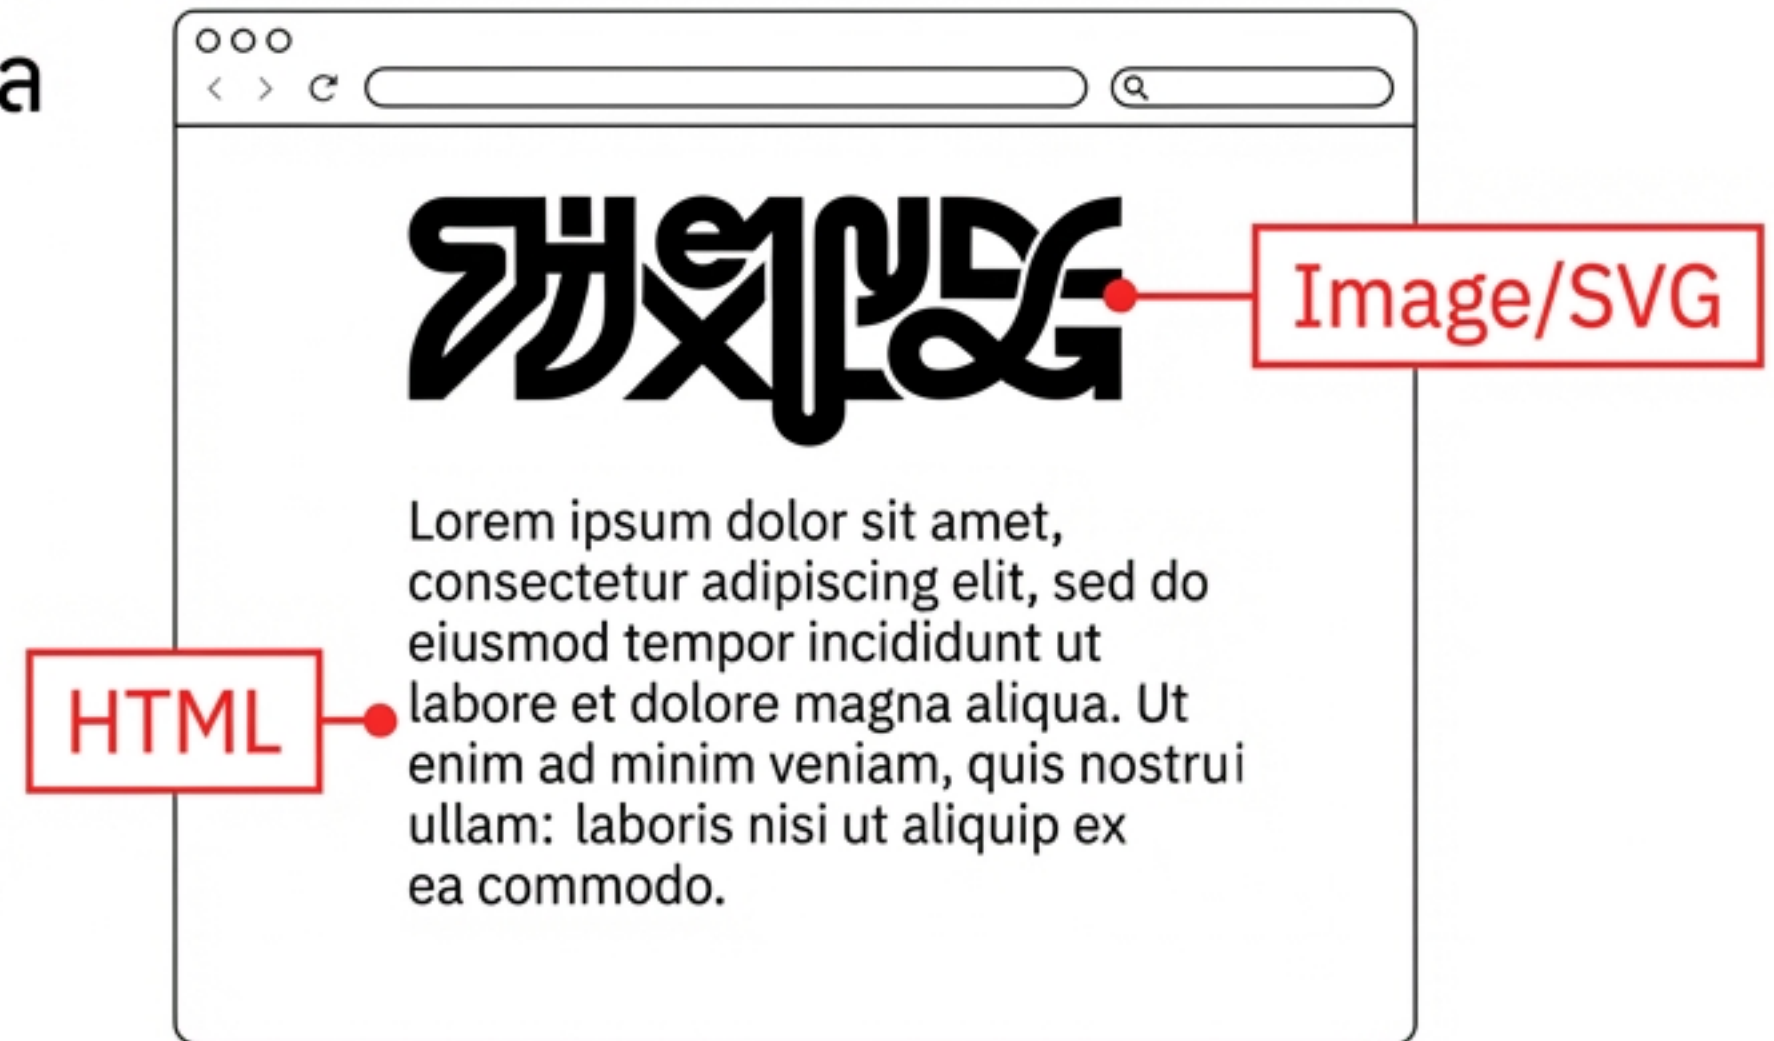 a
Image/SVG
Lorem ipsum dolor sit amet,
consectetur adipiscing elit, sed do
eiusmod tempor incididunt ut
labore et dolore magna aliqua. Ut
enim ad minim veniam, quis nostrui
ullam: laboris nisi ut aliquip ex
ea commodo.
HTML